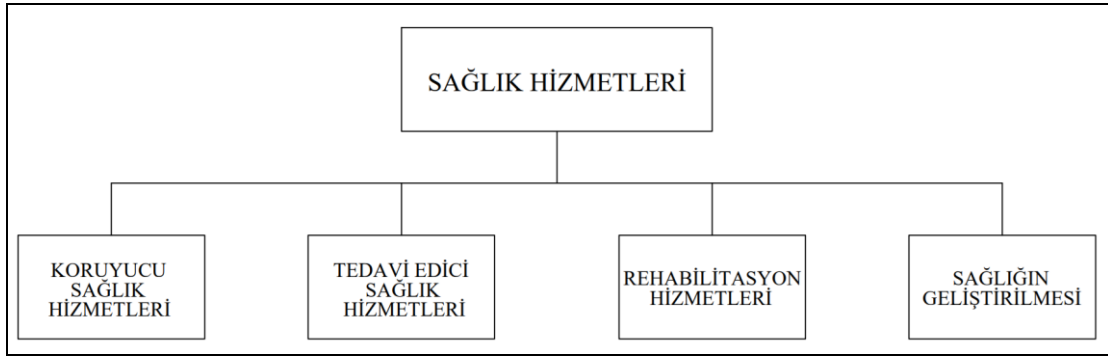 SAĞLIK HİZMETLERİ
KORUYUCU
SAĞLIK
HİZMETLERİ
TEDAVİ EDİCİ
SAĞLIK
HİZMETLERİ
REHABİLİTASYON
HİZMETLERİ
SAĞLIĞIN
GELİŞTİRİLMESİ